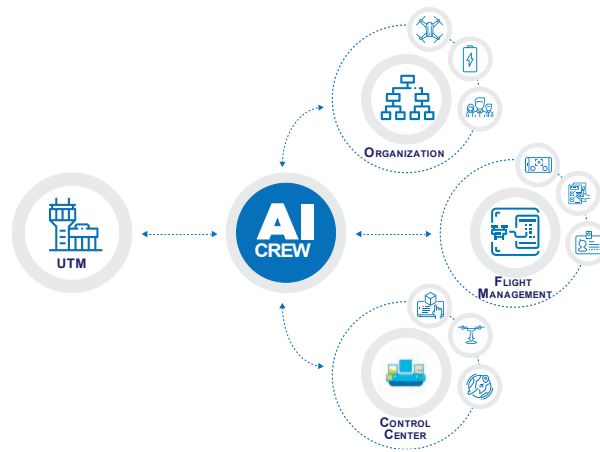 ORGANIZATION
UTM
AI
CREW
FLIGHT
MANAGEMENT
CONTROL
CENTER